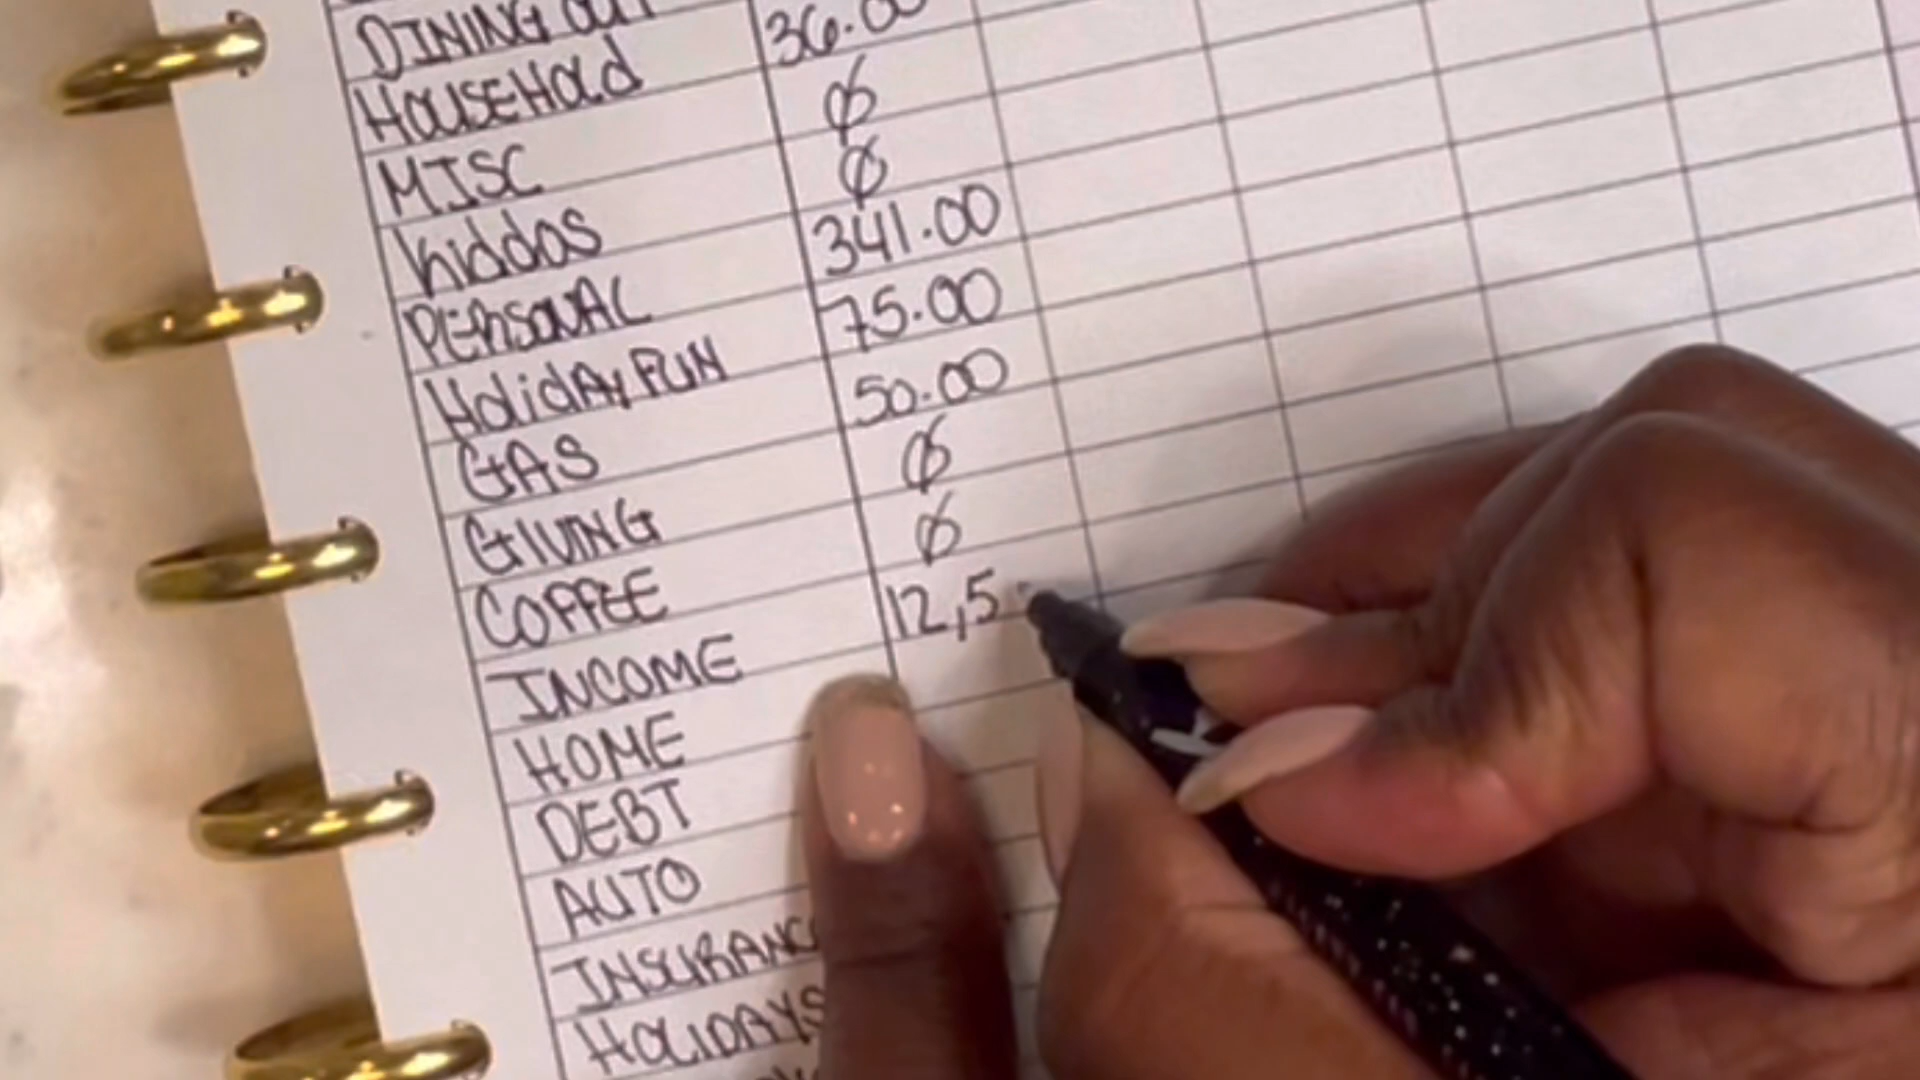 DINING OUT
HOUSEHOLD 36.00
MISC Ø
Kiddos Ø
PERSONAL 341.00
HOLIDAY FUN 75.00
GAS 50.00
GIVING Ø
COFFEE Ø
INCOME 12,5
HOME
DEBT
AUTO
INSURANC
HOLIDAYS